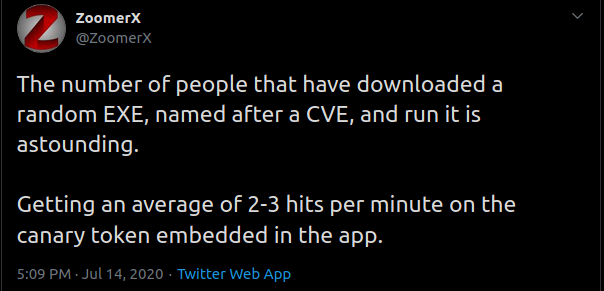 ZoomerX
@ZoomerX
The number of people that have downloaded a
random EXE, named after a CVE, and run it is
astounding.
Getting an average of 2-3 hits per minute on the
canary token embedded in the app.
5:09 PM · Jul 14, 2020 · Twitter Web App